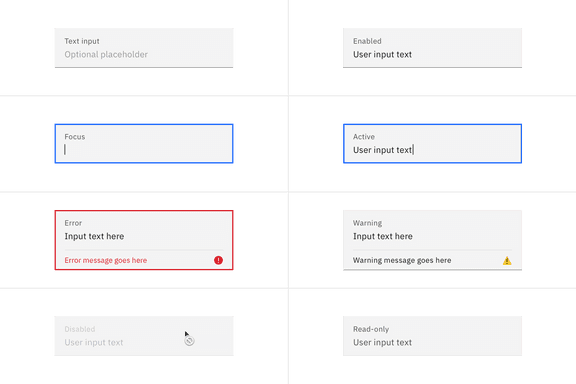 Text input
Optional placeholder
Enabled
User input text
Focus
Active
User input text
Error
Input text here
Error message goes here
Warning
Input text here
Warning message goes here
Disabled
User input text
Read-only
User input text